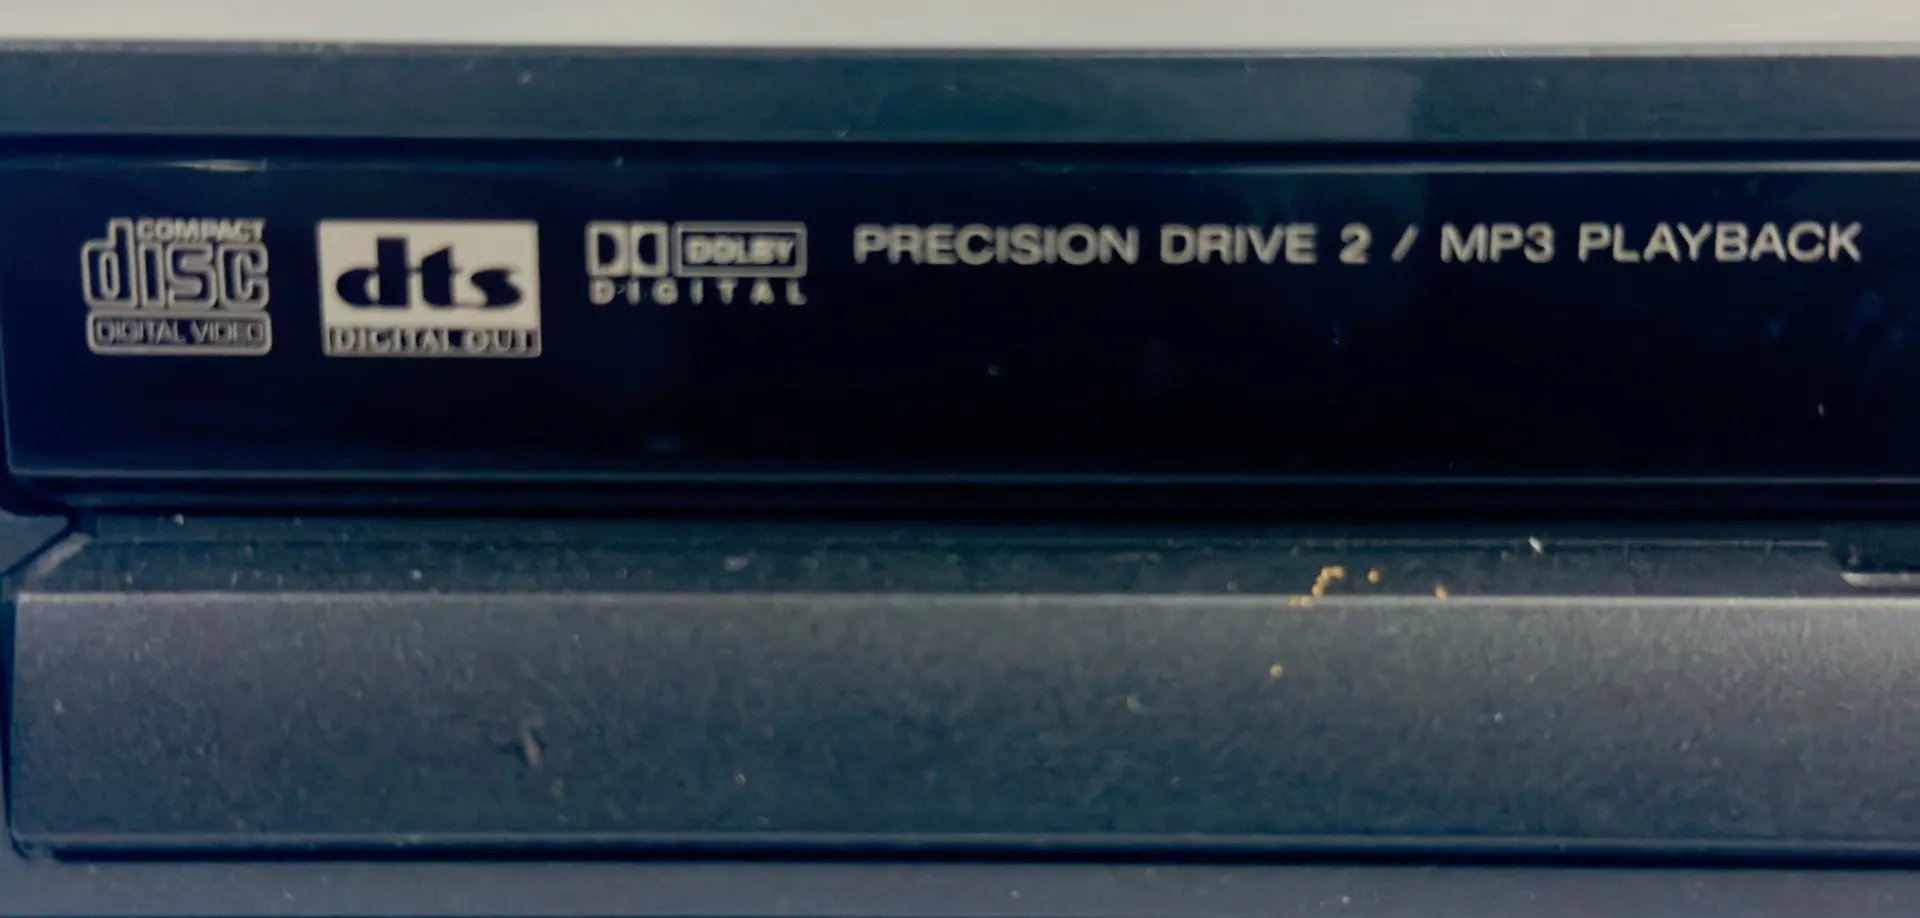 COMPACT
disc
DIGITAL VIDEO
dts
DIGITAL OUT
DOLBY
DIGITAL
PRECISION DRIVE 2 / MP3 PLAYBACK